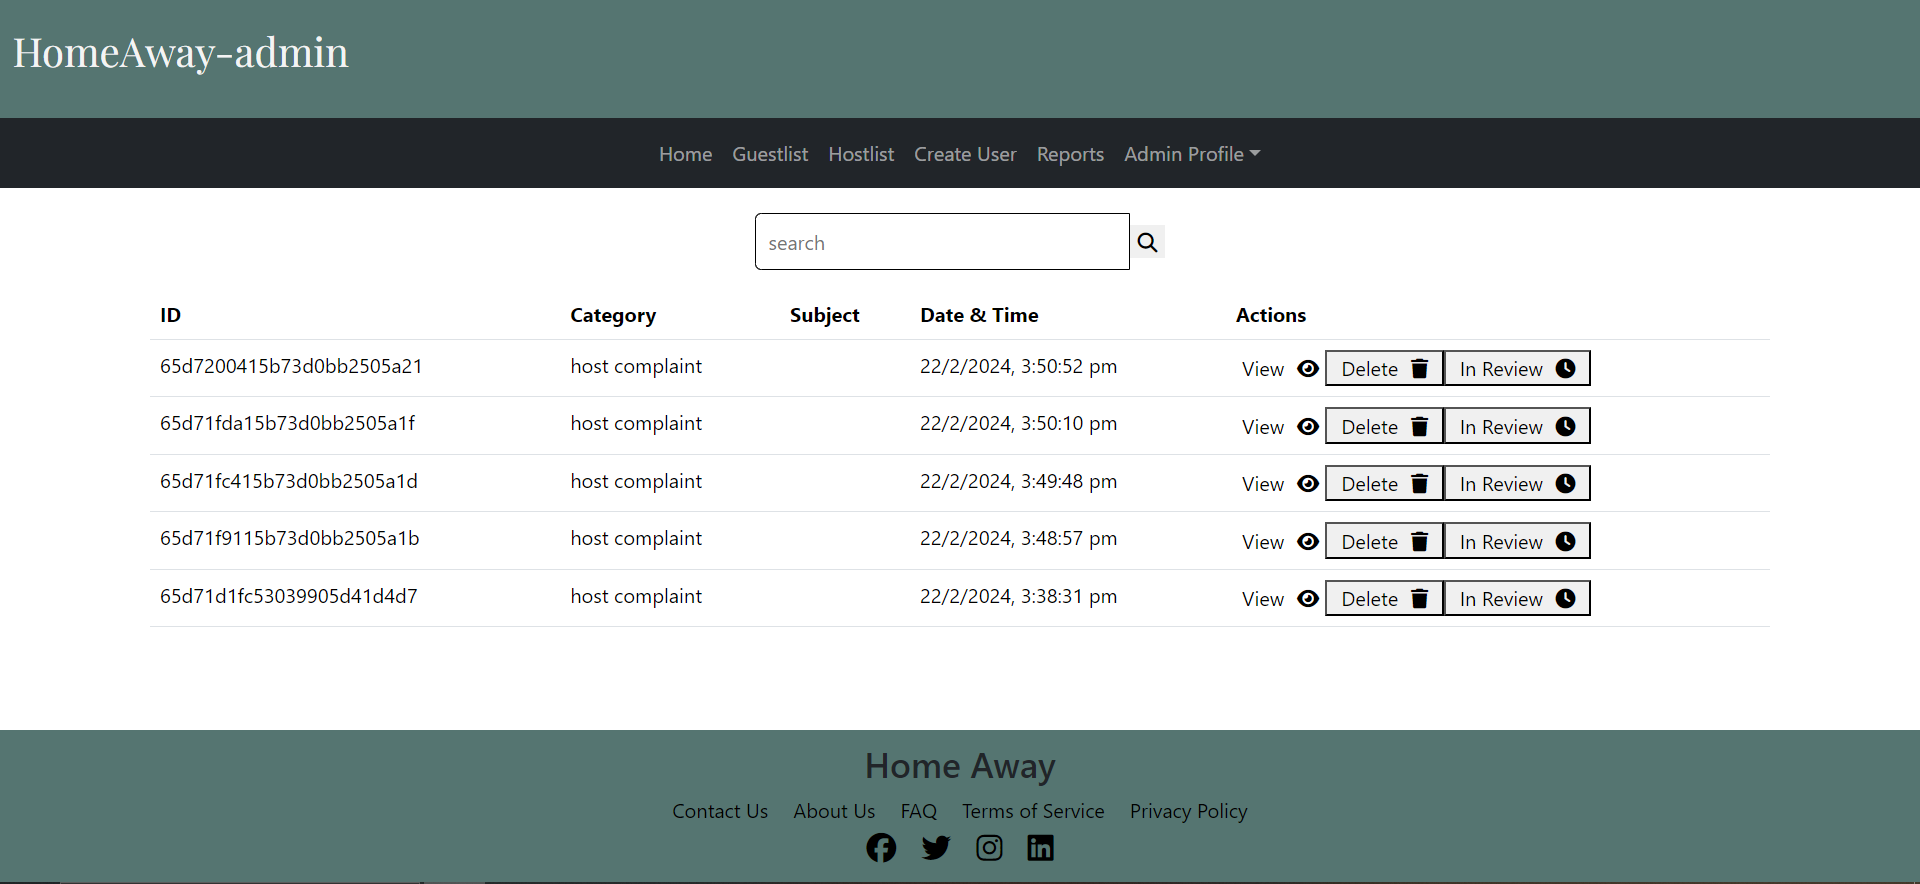 HomeAway-admin
Home Guestlist Hostlist Create User Reports Admin Profile
search
ID Category Subject Date & Time Actions
65d7200415b73d0bb2505a21 host complaint 22/2/2024, 3:50:52 pm View Delete In Review
65d71fda15b73d0bb2505a1f host complaint 22/2/2024, 3:50:10 pm View Delete In Review
65d71fc415b73d0bb2505a1d host complaint 22/2/2024, 3:49:48 pm View Delete In Review
65d71f9115b73d0bb2505a1b host complaint 22/2/2024, 3:48:57 pm View Delete In Review
65d71d1fc53039905d41d4d7 host complaint 22/2/2024, 3:38:31 pm View Delete In Review
Home Away
Contact Us About Us FAQ Terms of Service Privacy Policy